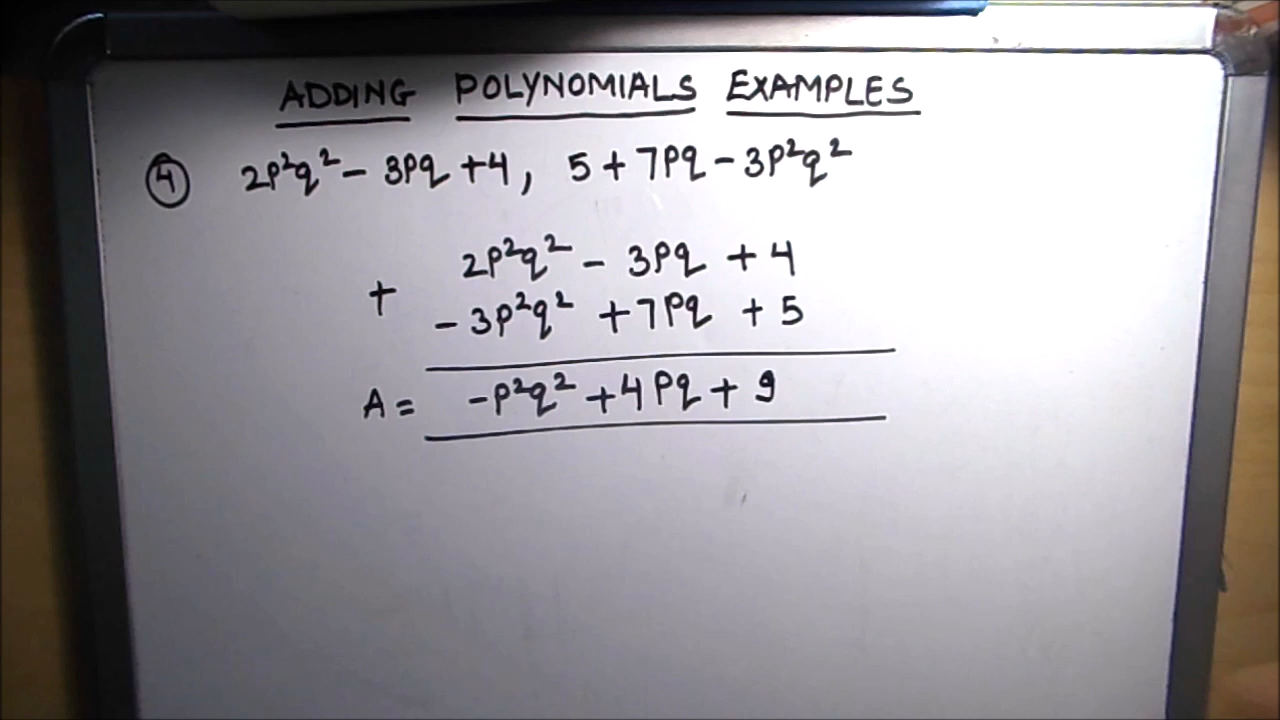 ADDING POLYNOMIALS EXAMPLES
④ 2p²q² - 3pq + 4, 5 + 7pq - 3p²q²
2p²q² - 3pq + 4
+
- 3p²q² + 7pq + 5
A = -p²q² + 4pq + 9